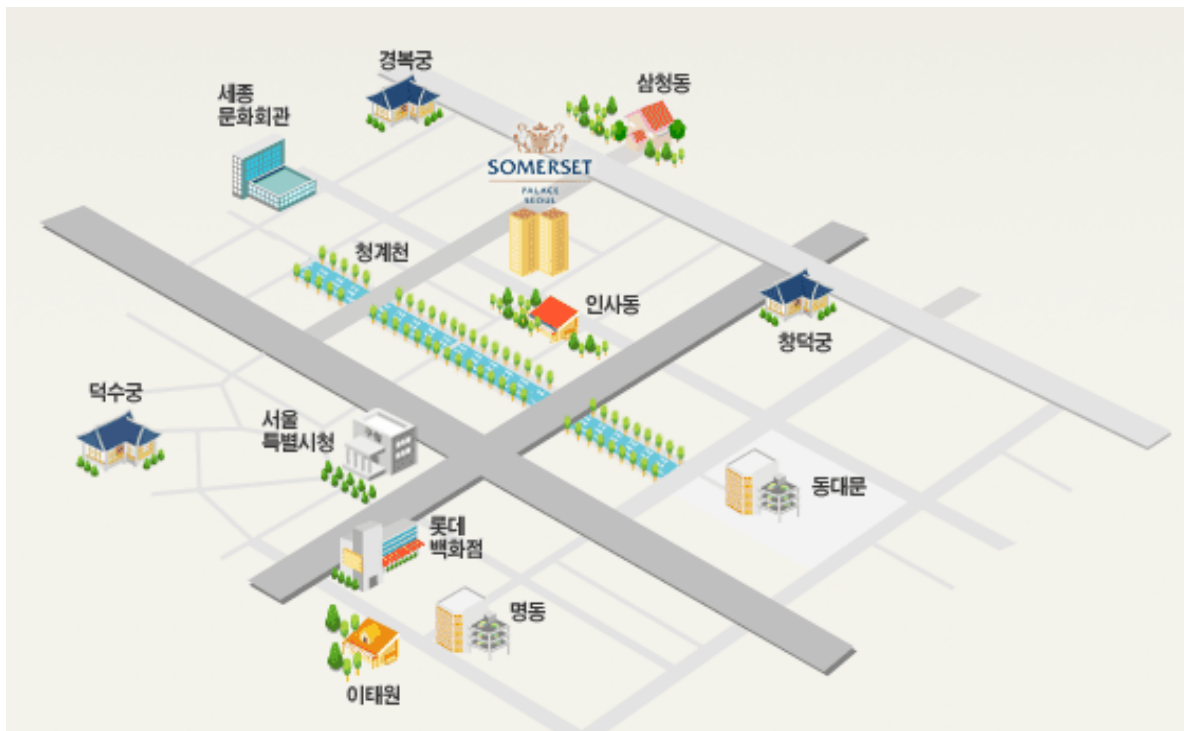 경복궁
세종
문화회관
삼청동
SOMERSET
PALACE
SEOUL
청계천
인사동
창덕궁
덕수궁
서울
특별시청
동대문
롯데
백화점
명동
이태원